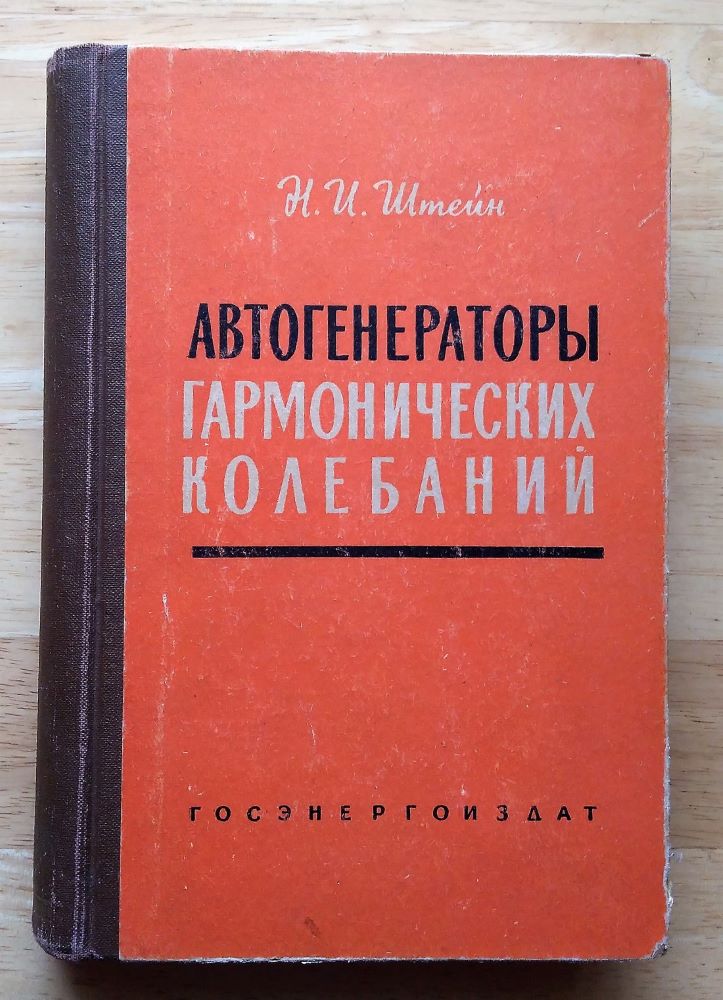 Н. И. Штейн
АВТОГЕНЕРАТОРЫ
ГАРМОНИЧЕСКИХ
КОЛЕБАНИЙ
ГОСЭНЕРГОИЗДАТ